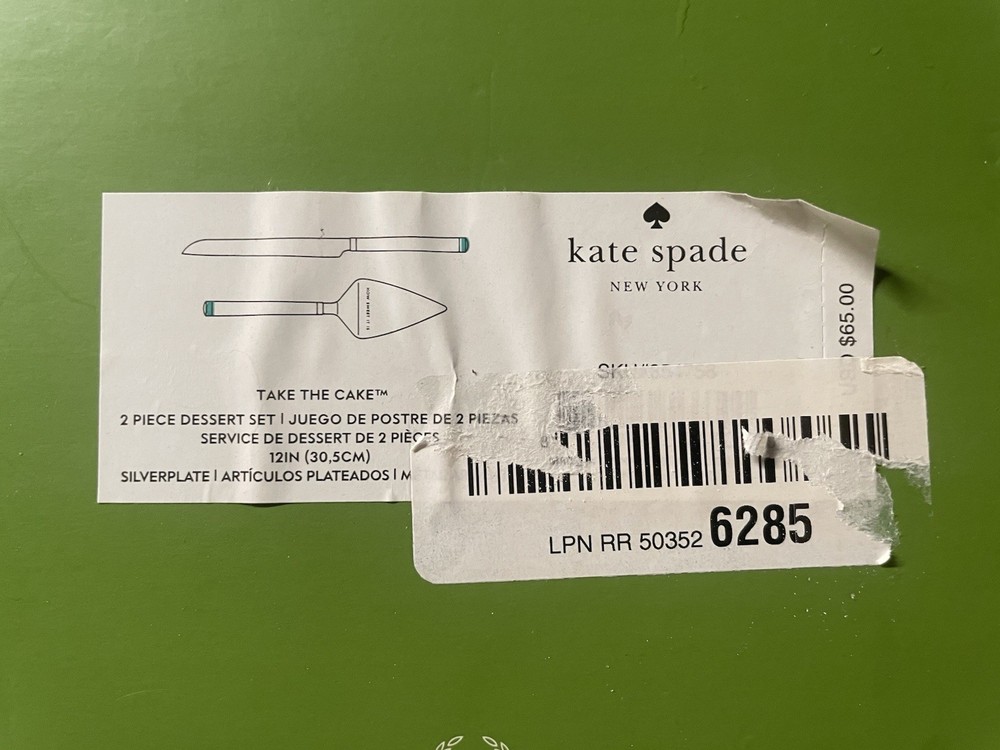 kate spade
NEW YORK
$65.00
TAKE THE CAKE™
2 PIECE DESSERT SET | JUEGO DE POSTRE DE 2 PIEZAS
SERVICE DE DESSERT DE 2 PIÈCES
12IN (30,5CM)
SILVERPLATE | ARTÍCULOS PLATEADOS |
LPN RR 50352 6285